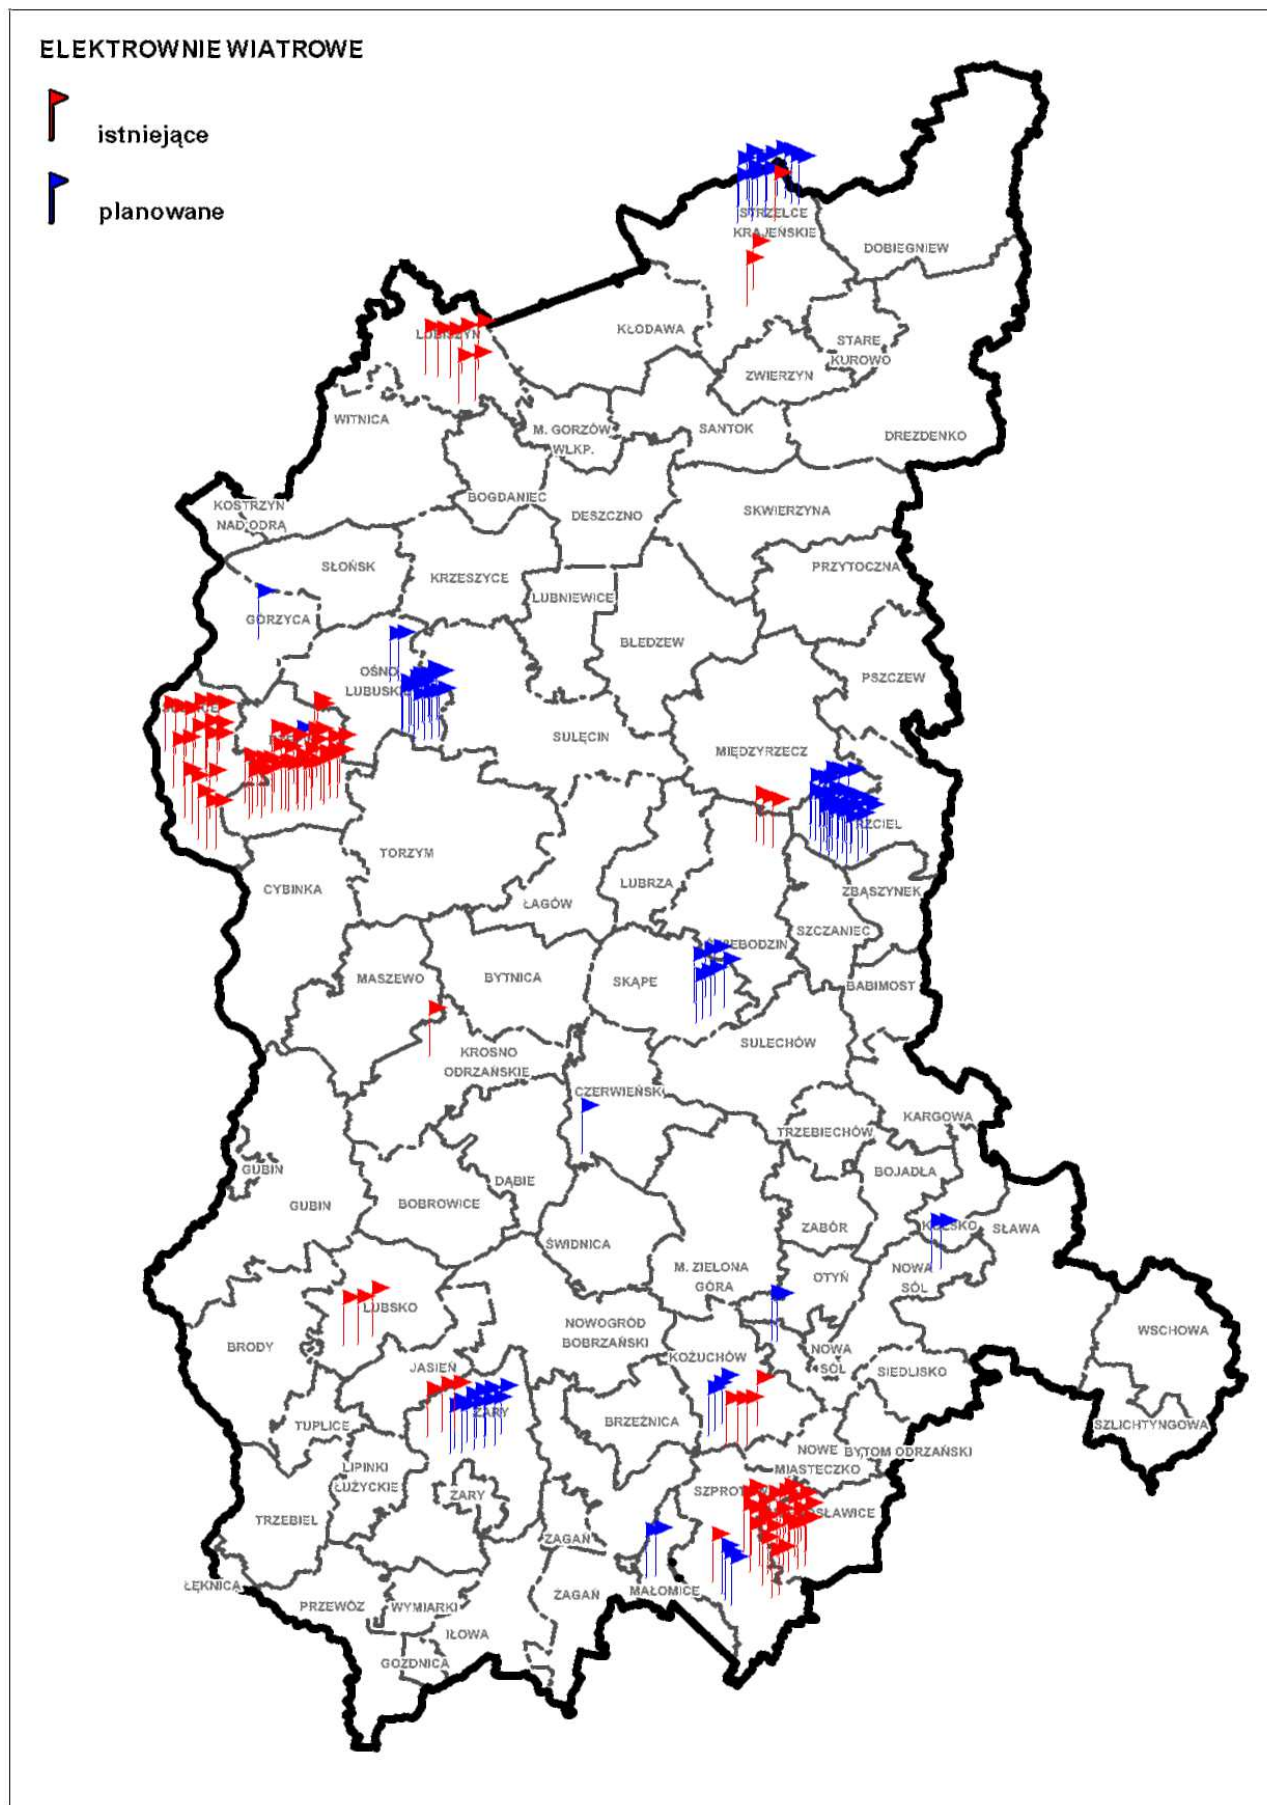 ELEKTROWNIE WIATROWE
istniejące
planowane
STRZELCE
KRAJEŃSKIE
DOBIEGNIEW
KŁODAWA
STARE
KUROWO
ZWIERZYN
WITNICA
M. GORZÓW
WLKP.
SANTOK
DREZDENKO
KOSTRZYN
NAD ODRĄ
BOGDANIEC
DESZCZNO
SKWIERZYNA
SŁOŃSK
KRZESZYCE
LUBNIEWICE
PRZYTOCZNA
GÓRZYCA
BLEDZEW
OŚNO
LUBUSKIE
PSZCZEW
SULĘCIN
MIĘDZYRZECZ
TORZYM
CYBINKA
ŁAGÓW
LUBRZA
ZBĄSZYNEK
SZCZANIEC
MASZEWO
BYTNICA
SKĄPE
BABIMOST
KROSNO
ODRZAŃSKIE
SULECHÓW
CZERWIEŃSK
TRZEBIECHÓW
KARGOWA
GUBIN
GUBIN
BOBROWICE
DĄBIE
BOJADŁA
ZABÓR
SŁAWA
ŚWIDNICA
M. ZIELONA
GÓRA
OTYŃ
NOWA
SÓL
LUBSKO
BRODY
NOWOGRÓD
BOBRZAŃSKI
WSCHOWA
JASIEŃ
KOŻUCHÓW
NOWA
SÓL
SIEDLISKO
TUPLICE
ŻARY
BRZEŹNICA
SZLICHTYNGOWA
NOWE
MIASTECZKO
BYTOM ODRZAŃSKI
LIPINKI
ŁUŻYCKIE
ŻARY
TRZEBIEL
ŻAGAŃ
ŁĘKNICA
PRZEWÓZ
WYMIARKI
ŻAGAŃ
MAŁOMICE
IŁOWA
GOZDNICA